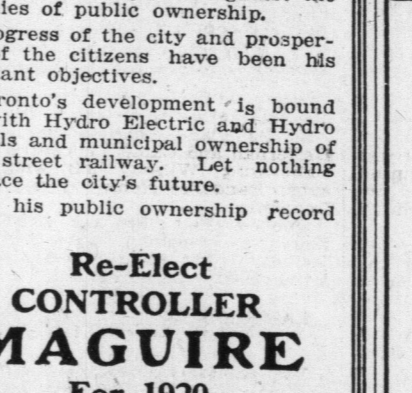 ies of public ownership.
ogress of the city and prosper-
f the citizens have been his
ant objectives.
ronto's development is bound
ith Hydro Electric and Hydro
ls and municipal ownership of
street railway. Let nothing
ce the city's future.
his public ownership record
Re-Elect
CONTROLLER
MAGUIRE
For 1920